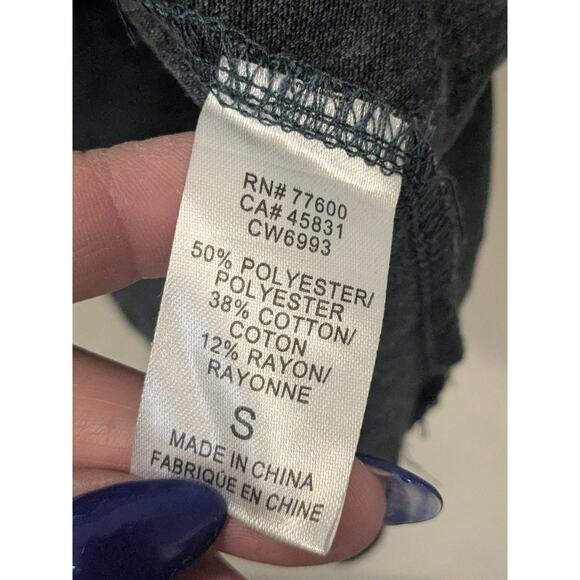 RN# 77600
CA# 45831
CW6993
50% POLYESTER/
POLYESTER
38% COTTON/
COTON
12% RAYON/
RAYONNE
S
MADE IN CHINA
FABRIQUE EN CHINE